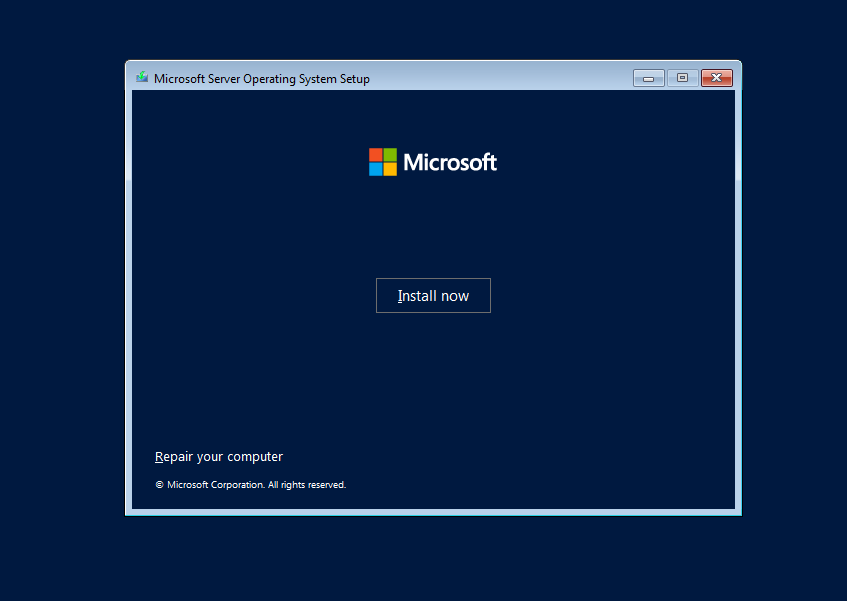 Microsoft Server Operating System Setup
Microsoft
Install now
Repair your computer
© Microsoft Corporation. All rights reserved.